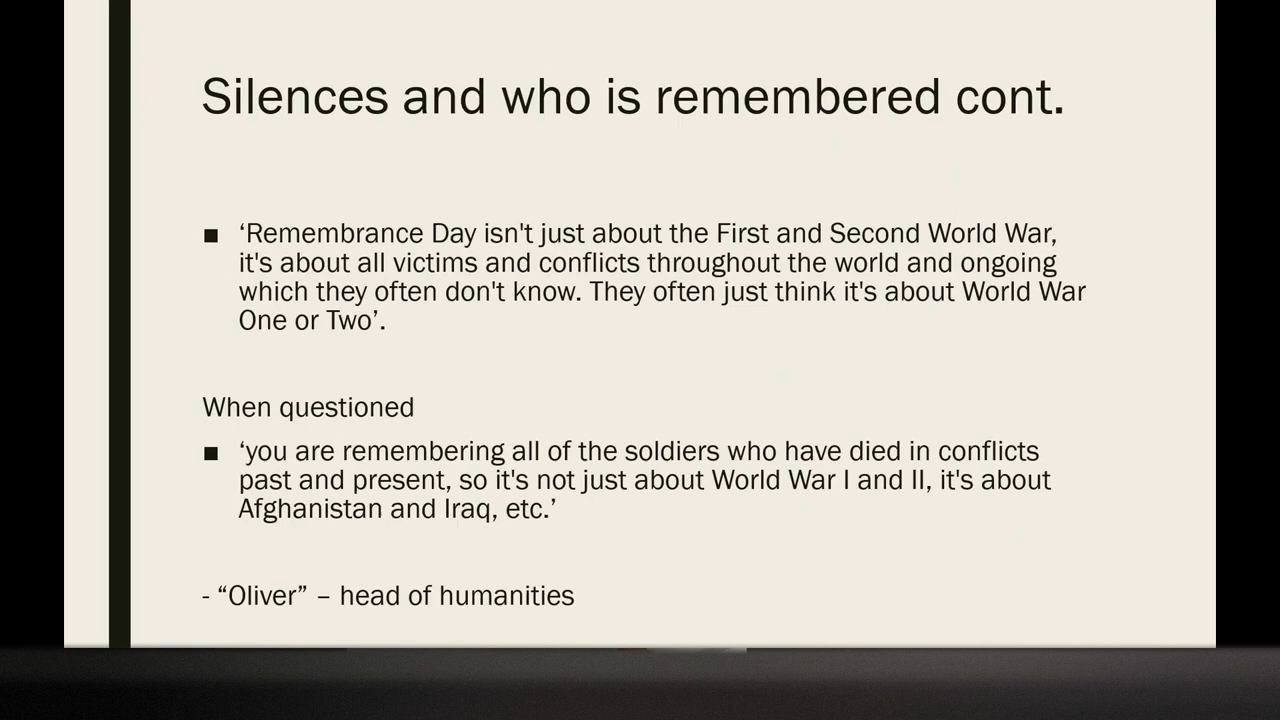 Silences and who is remembered cont.
■ ‘Remembrance Day isn't just about the First and Second World War,
it's about all victims and conflicts throughout the world and ongoing
which they often don't know. They often just think it's about World War
One or Two’.
When questioned
■ ‘you are remembering all of the soldiers who have died in conflicts
past and present, so it's not just about World War I and II, it's about
Afghanistan and Iraq, etc.’
- “Oliver” – head of humanities